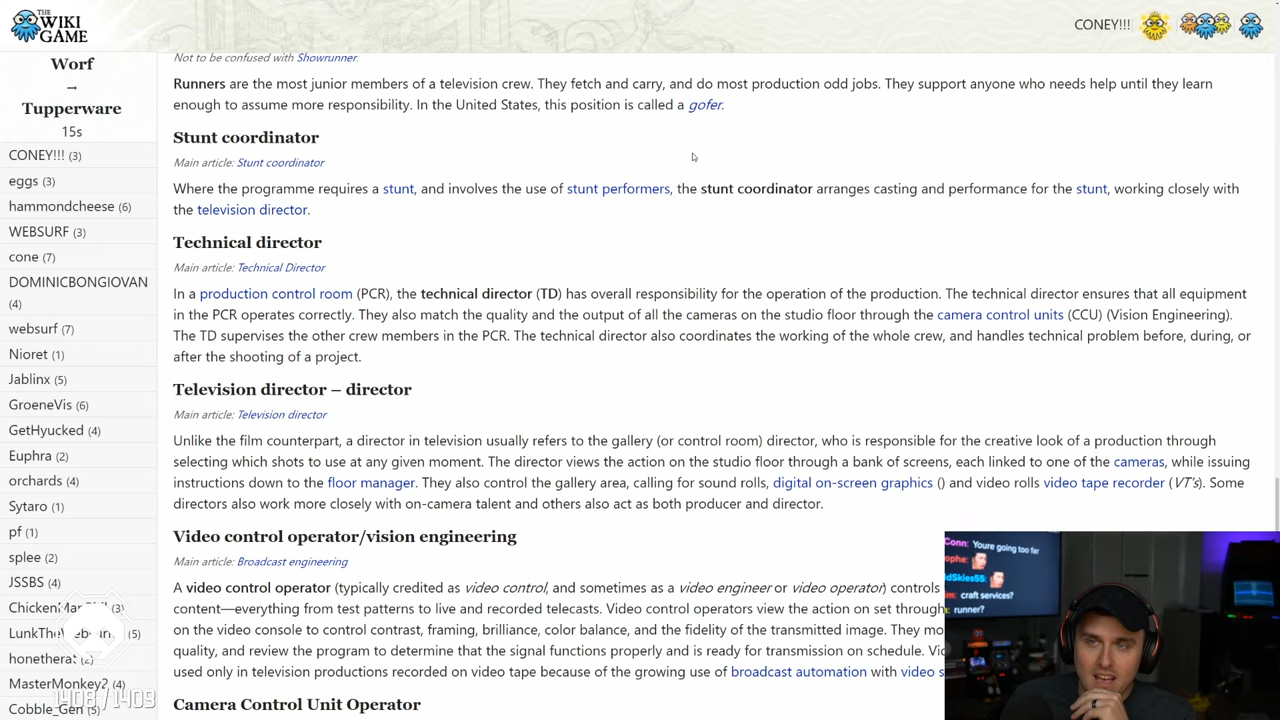 THE
WIKI
GAME
CONEY!!!
Worf
→
Tupperware
15s
CONEY!!! (3)
eggs (3)
hammondcheese (6)
WEBSURF (3)
cone (7)
DOMINICBONGIOVAN
(4)
websurf (7)
Nioret (1)
Jablinx (5)
GroeneVis (6)
GetHyucked (4)
Euphra (2)
orchards (4)
Sytaro (1)
pf (1)
splee (2)
JSSBS (4)
(3)
(5)
honethera
MasterMonkey2 (4)
Cobble_Gen (5)
1408/1409
Not to be confused with Showrunner.
Runners are the most junior members of a television crew. They fetch and carry, and do most production odd jobs. They support anyone who needs help until they learn
enough to assume more responsibility. In the United States, this position is called a gofer.
Stunt coordinator
Main article: Stunt coordinator
Where the programme requires a stunt, and involves the use of stunt performers, the stunt coordinator arranges casting and performance for the stunt, working closely with
the television director.
Technical director
Main article: Technical Director
In a production control room (PCR), the technical director (TD) has overall responsibility for the operation of the production. The technical director ensures that all equipment
in the PCR operates correctly. They also match the quality and the output of all the cameras on the studio floor through the camera control units (CCU) (Vision Engineering).
The TD supervises the other crew members in the PCR. The technical director also coordinates the working of the whole crew, and handles technical problem before, during, or
after the shooting of a project.
Television director – director
Main article: Television director
Unlike the film counterpart, a director in television usually refers to the gallery (or control room) director, who is responsible for the creative look of a production through
selecting which shots to use at any given moment. The director views the action on the studio floor through a bank of screens, each linked to one of the cameras, while issuing
instructions down to the floor manager. They also control the gallery area, calling for sound rolls, digital on-screen graphics () and video rolls video tape recorder (VT's). Some
directors also work more closely with on-camera talent and others also act as both producer and director.
Video control operator/vision engineering
Main article: Broadcast engineering
A video control operator (typically credited as video control, and sometimes as a video engineer or video operator) controls
content—everything from test patterns to live and recorded telecasts. Video control operators view the action on set through
on the video console to control contrast, framing, brilliance, color balance, and the fidelity of the transmitted image. They mo
quality, and review the program to determine that the signal functions properly and is ready for transmission on schedule. Vi
used only in television productions recorded on video tape because of the growing use of broadcast automation with video s
Camera Control Unit Operator
Conn: Youre going too far
ophe:
ldSkies55:
m: craft services?
runner?